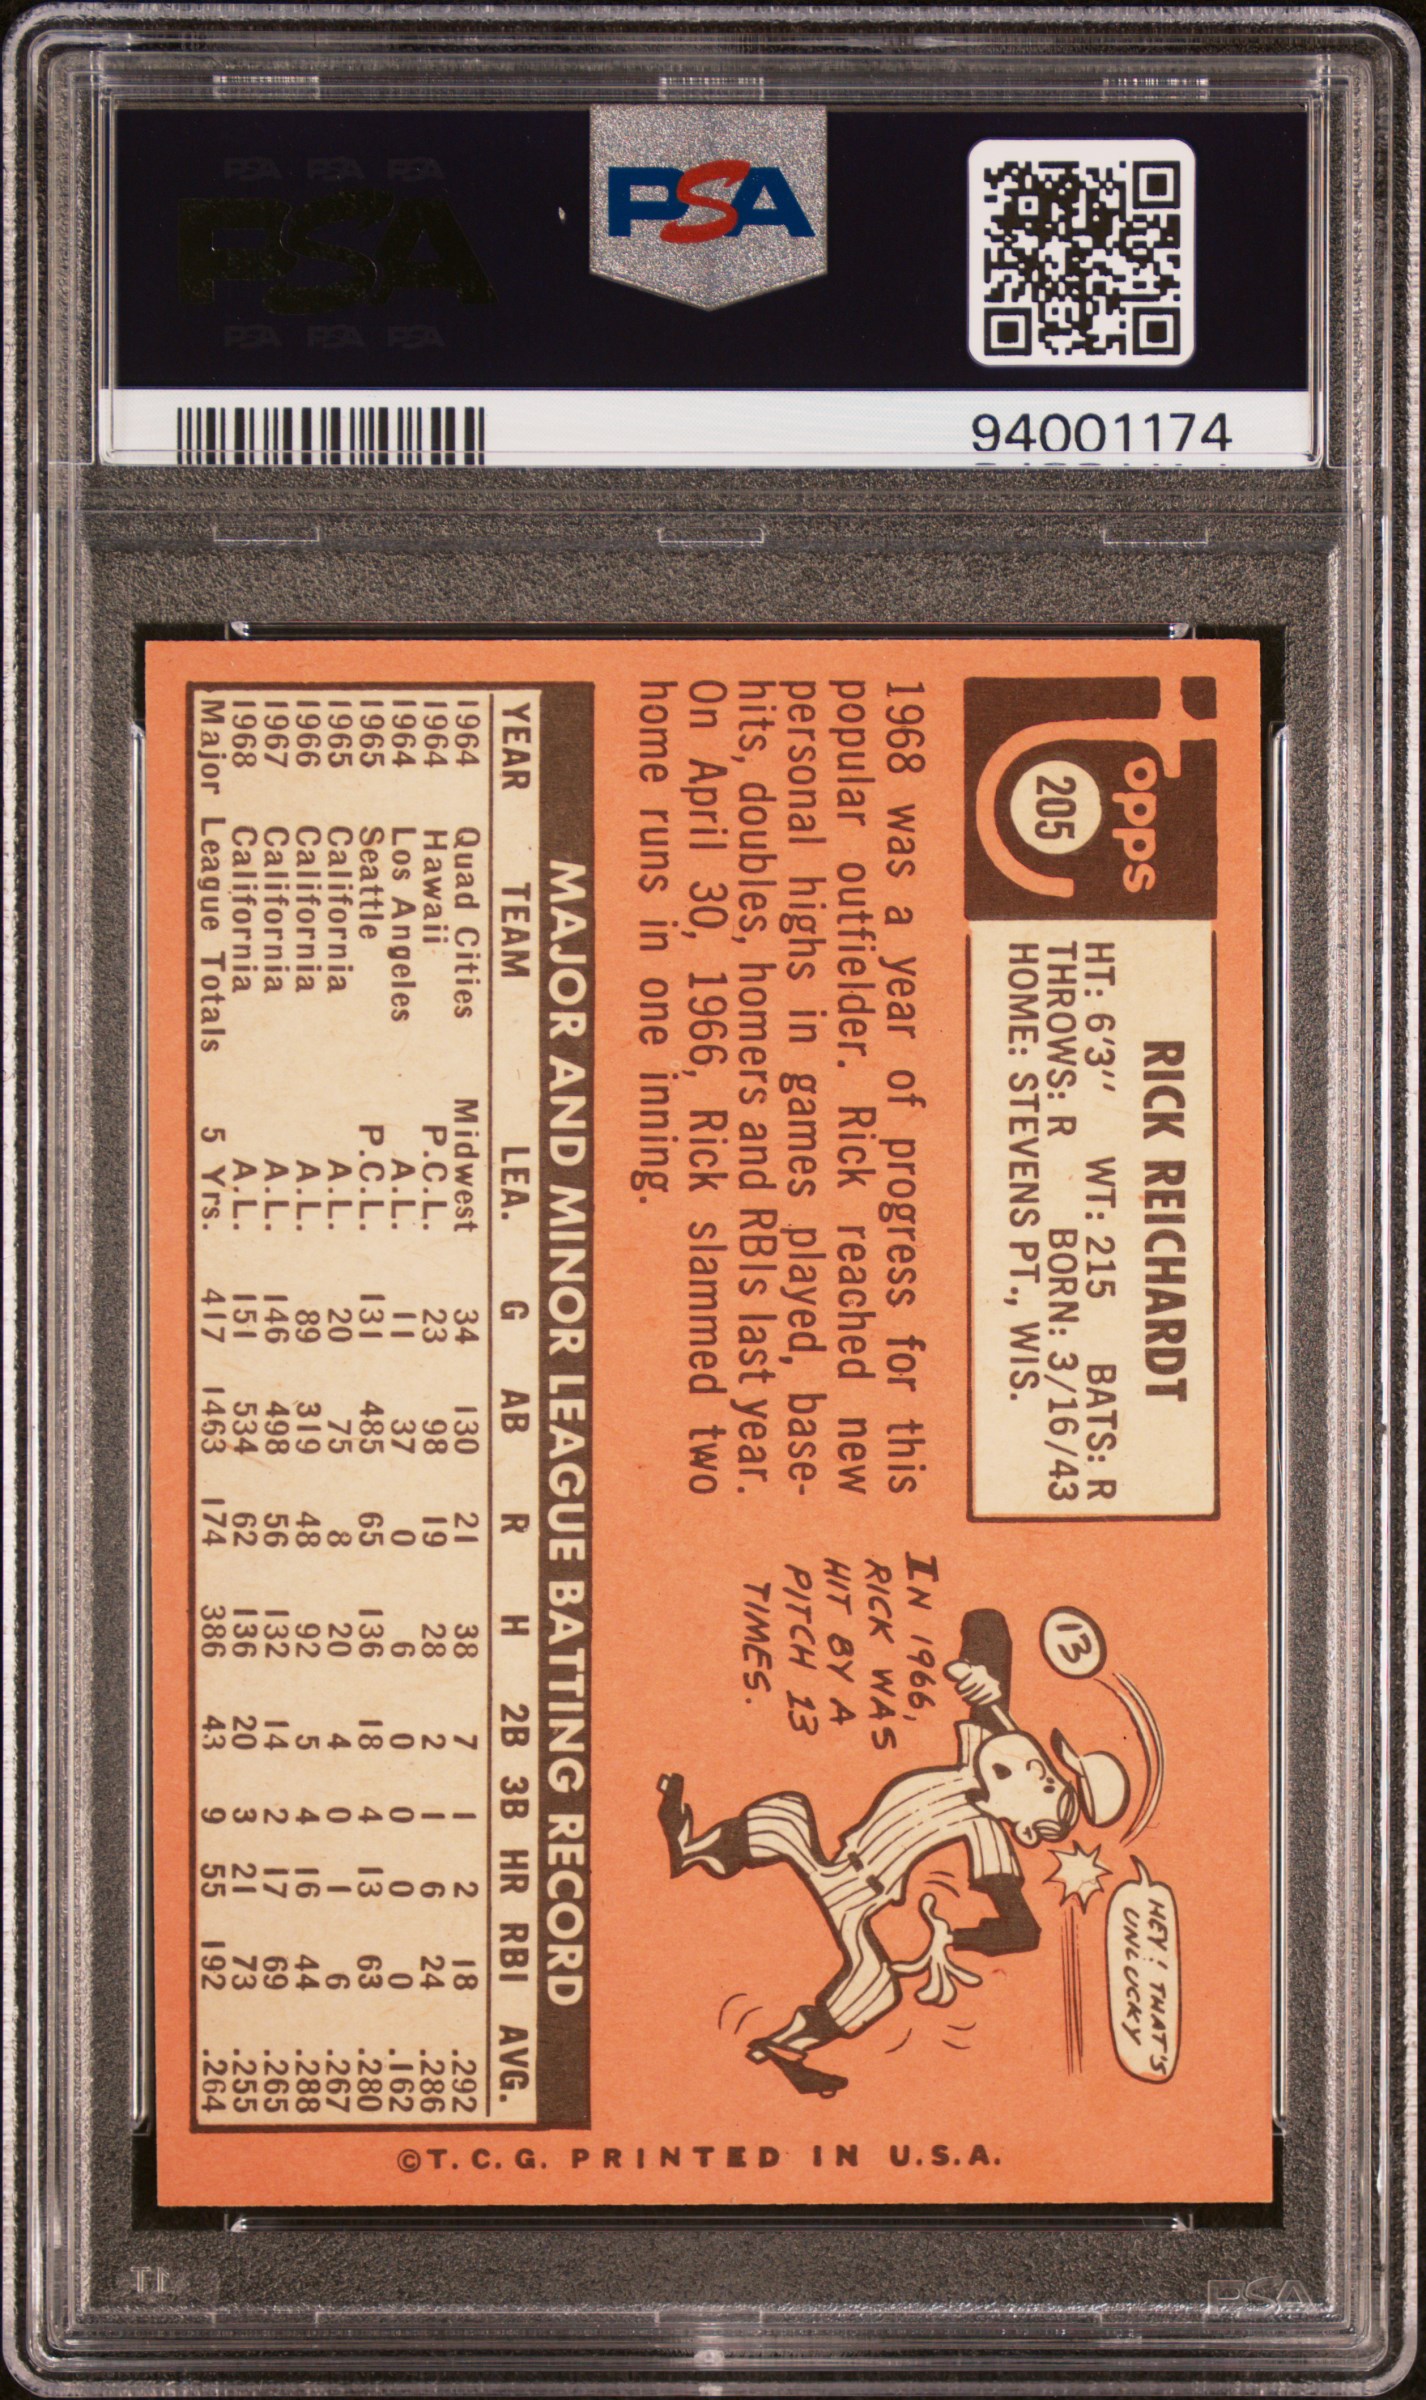 PSA PSA PSA
PSA
PSA PSA PSA
PSA
94001174
Topps
205
RICK REICHARDT
HT: 6'3" WT: 215 BATS: R
THROWS: R BORN: 3/16/43
HOME: STEVENS PT., WIS.
1968 was a year of progress for this
popular outfielder. Rick reached new
personal highs in games played, base-
hits, doubles, homers and RBIs last year.
On April 30, 1966, Rick slammed two
home runs in one inning.
13
HEY! THAT'S
UNLUCKY
IN 1966,
RICK WAS
HIT BY A
PITCH 13
TIMES.
MAJOR AND MINOR LEAGUE BATTING RECORD
YEAR TEAM LEA. G AB R H 2B 3B HR RBI AVG.
1964 Quad Cities Midwest 34 130 21 38 7 1 2 18 .292
1964 Hawaii P.C.L. 23 98 19 28 2 1 6 24 .286
1964 Los Angeles A.L. 11 37 0 6 0 0 0 0 .162
1965 Seattle P.C.L. 131 485 65 136 18 4 13 63 .280
1965 California A.L. 20 75 8 20 4 0 1 6 .267
1966 California A.L. 89 319 48 92 5 4 16 44 .288
1967 California A.L. 146 498 56 132 14 2 17 69 .265
1968 California A.L. 151 534 62 136 20 3 21 73 .255
Major League Totals 5 Yrs. 417 1463 174 386 43 9 55 192 .264
©T.C.G. PRINTED IN U.S.A.
PSA